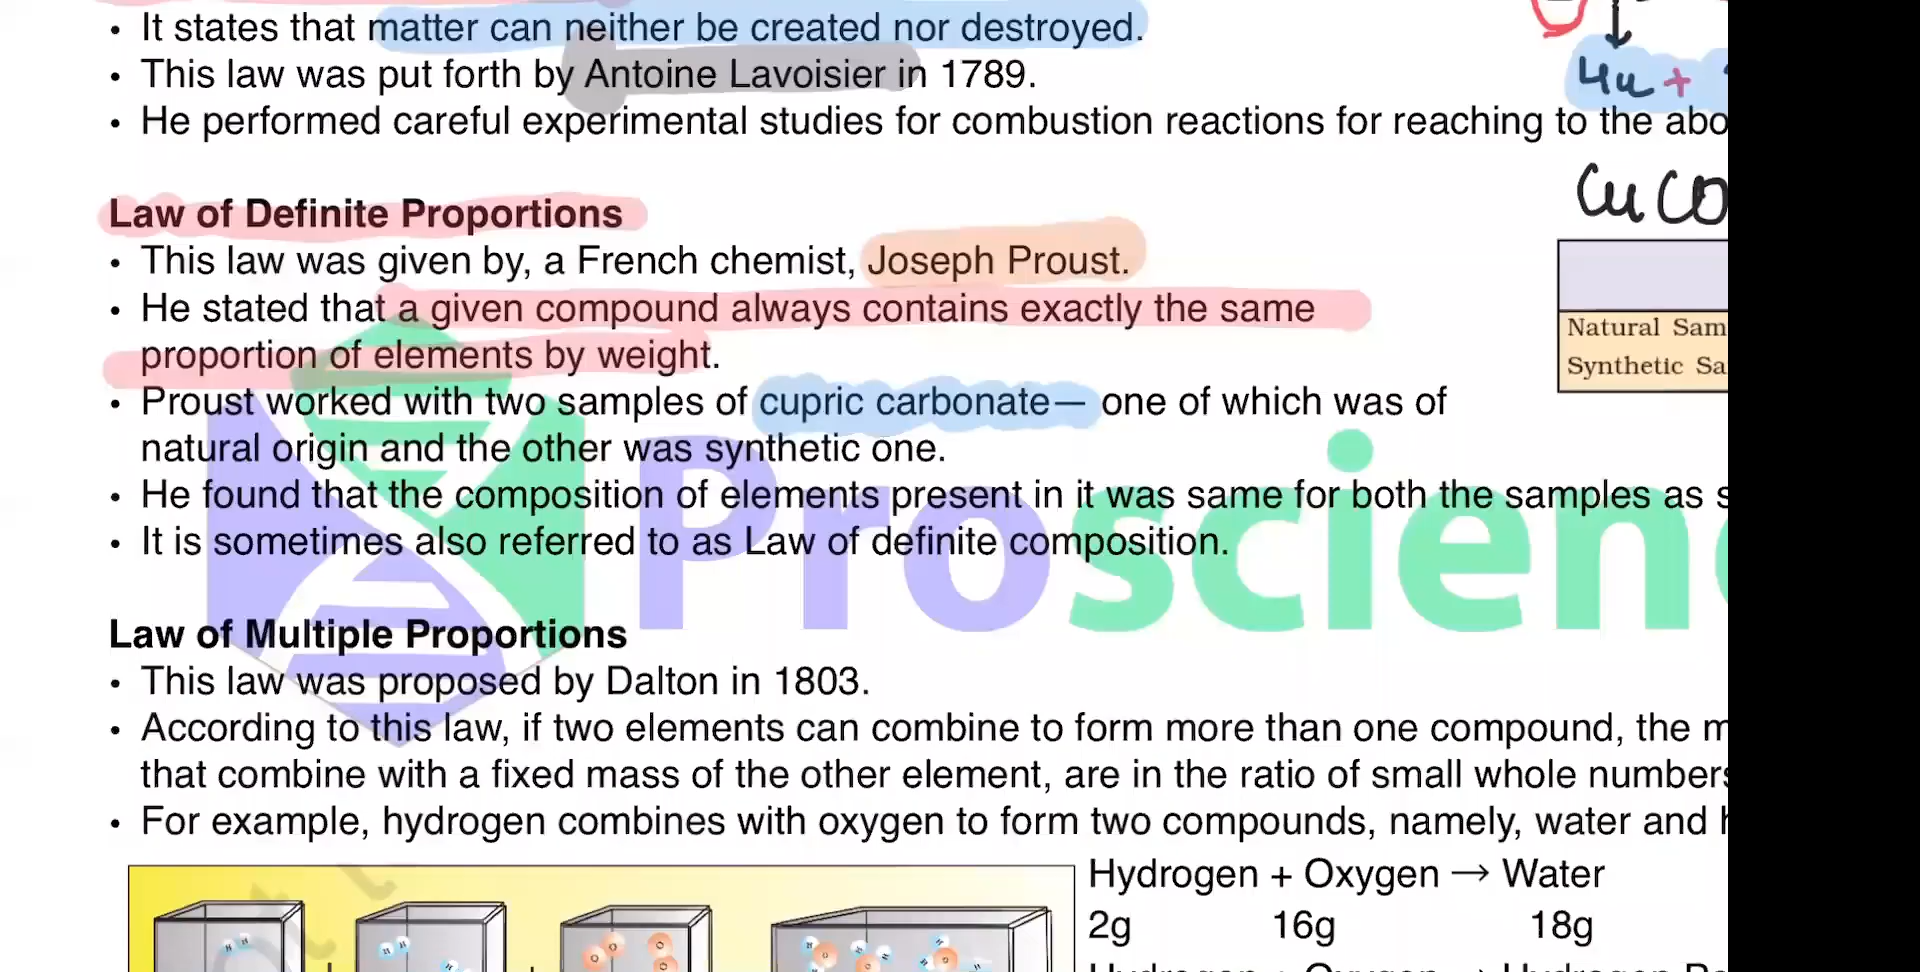 • It states that matter can neither be created nor destroyed.
• This law was put forth by Antoine Lavoisier in 1789.
4u +
• He performed careful experimental studies for combustion reactions for reaching to the abo
Law of Definite Proportions
CuCO
• This law was given by, a French chemist, Joseph Proust.
• He stated that a given compound always contains exactly the same
proportion of elements by weight.
Natural Sam
Synthetic Sa
• Proust worked with two samples of cupric carbonate— one of which was of
natural origin and the other was synthetic one.
• He found that the composition of elements present in it was same for both the samples as s
• It is sometimes also referred to as Law of definite composition.
Proscienc
Law of Multiple Proportions
• This law was proposed by Dalton in 1803.
• According to this law, if two elements can combine to form more than one compound, the m
that combine with a fixed mass of the other element, are in the ratio of small whole numbers
• For example, hydrogen combines with oxygen to form two compounds, namely, water and h
Hydrogen + Oxygen → Water
2g 16g 18g